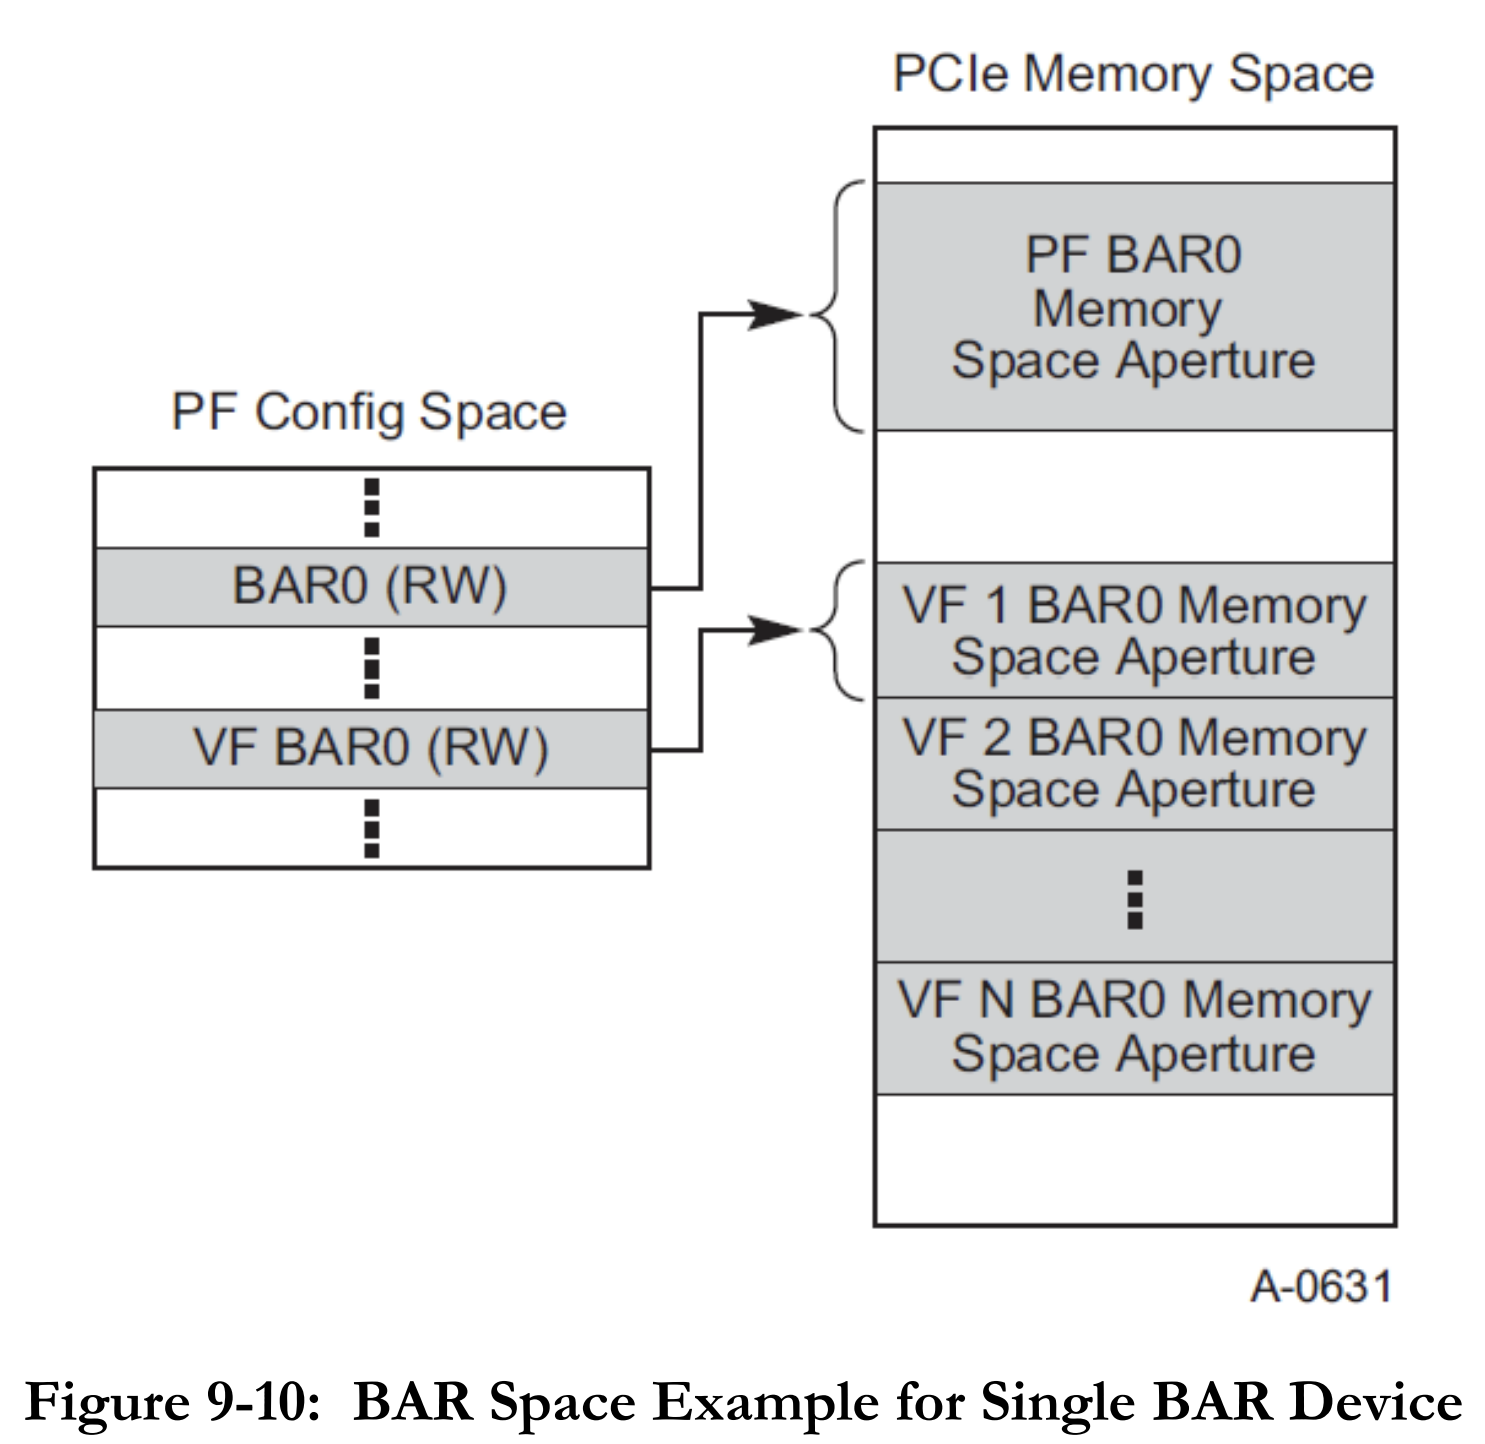 PCIe Memory Space
PF BAR0
Memory
Space Aperture
PF Config Space
BAR0 (RW)
VF BAR0 (RW)
VF 1 BAR0 Memory
Space Aperture
VF 2 BAR0 Memory
Space Aperture
VF N BAR0 Memory
Space Aperture
A-0631
Figure 9-10: BAR Space Example for Single BAR Device